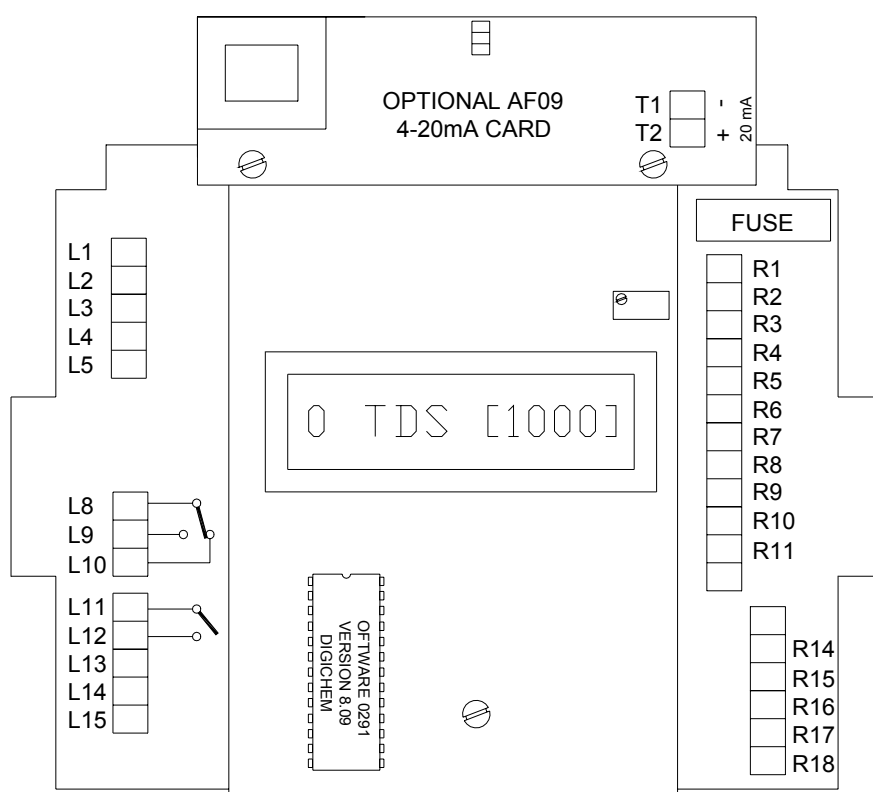 OPTIONAL AF09
4-20mA CARD
T1 -
T2 +
20 mA
FUSE
L1
L2
L3
L4
L5
R1
R2
R3
R4
R5
R6
R7
R8
R9
R10
R11
0 TDS [1000]
L8
L9
L10
L11
L12
L13
L14
L15
OFTWARE 0291
VERSION 8.09
DIGICHEM
R14
R15
R16
R17
R18